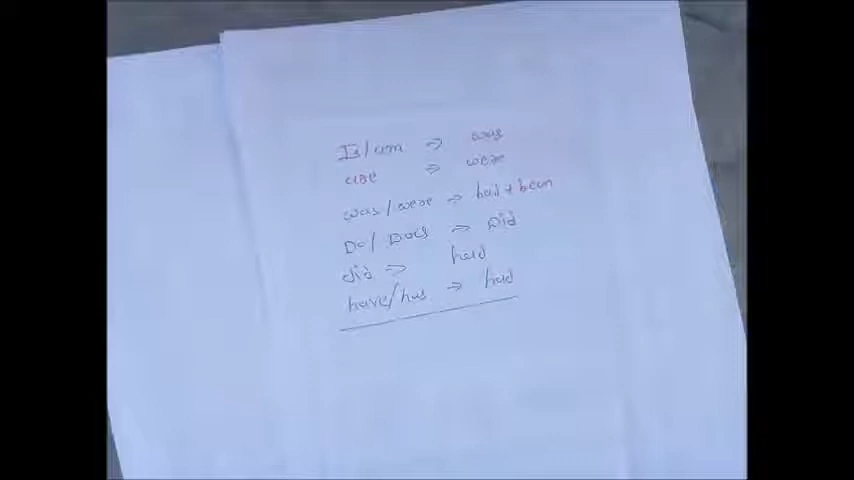 Is/am → was
are → were
was/were → had + been
Do/Does → Did
did → had
have/has → had